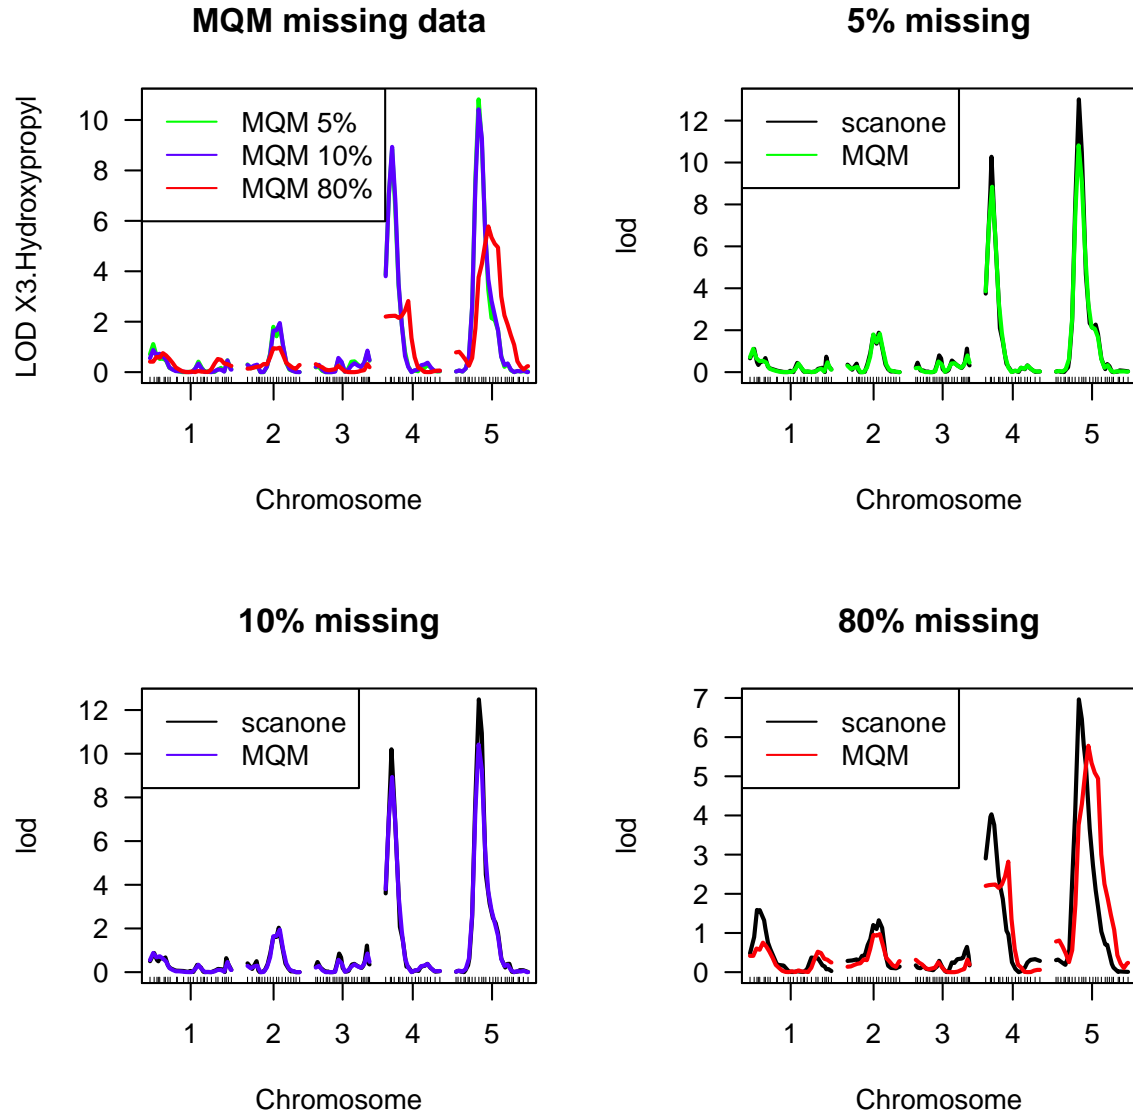 MQM missing data
LOD X3.Hydroxypropyl
10
8
6
4
2
0
MQM 5%
MQM 10%
MQM 80%
1 2 3 4 5
Chromosome
5% missing
lod
12
10
8
6
4
2
0
scanone
MQM
1 2 3 4 5
Chromosome
10% missing
lod
12
10
8
6
4
2
0
scanone
MQM
1 2 3 4 5
Chromosome
80% missing
lod
7
6
5
4
3
2
1
0
scanone
MQM
1 2 3 4 5
Chromosome